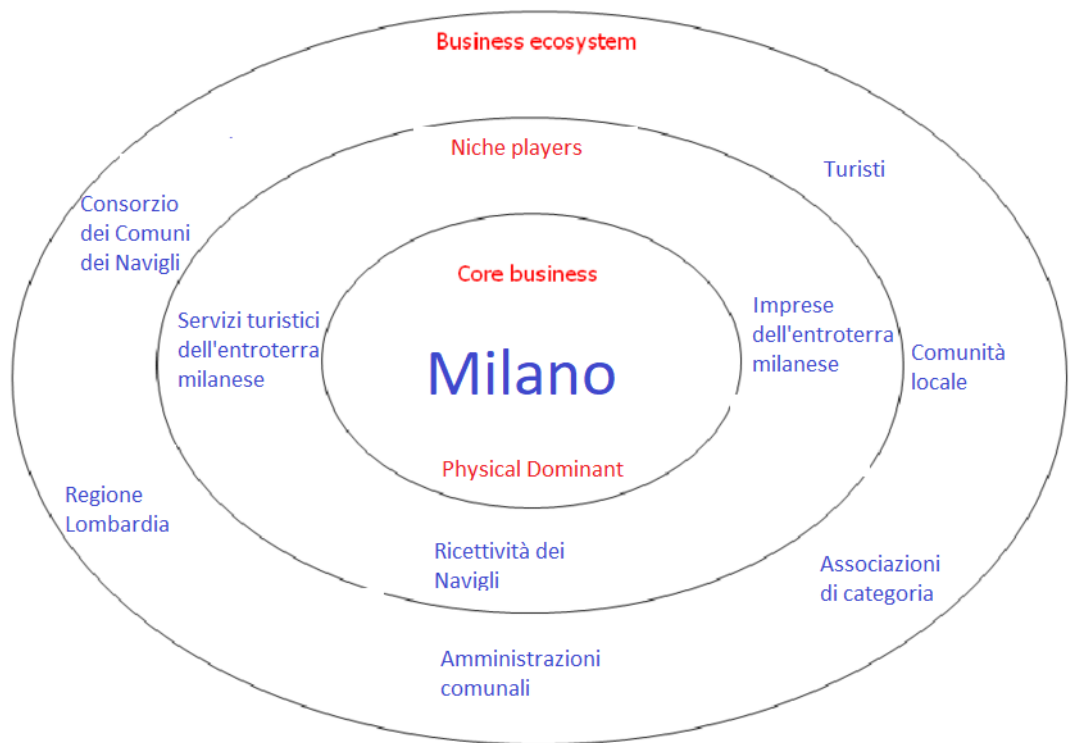 Business ecosystem
Niche players
Turisti
Consorzio
dei Comuni
dei Navigli
Core business
Servizi turistici
dell'entroterra
milanese
Milano
Imprese
dell'entroterra
milanese
Comunità
locale
Physical Dominant
Regione
Lombardia
Ricettività dei
Navigli
Associazioni
di categoria
Amministrazioni
comunali